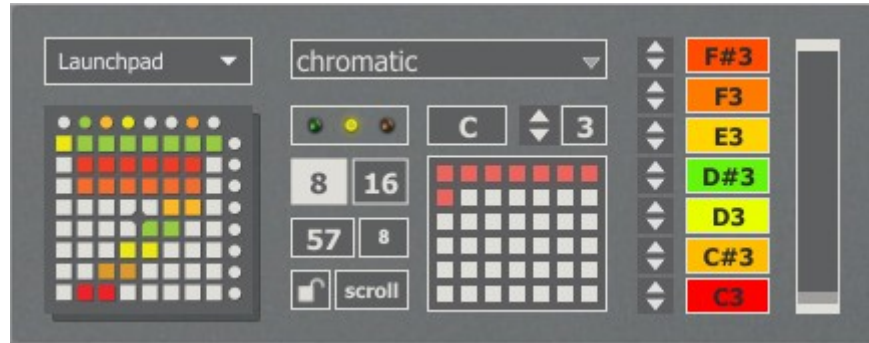 Launchpad
chromatic
C 3
8 16
57 8
scroll
F#3
F3
E3
D#3
D3
C#3
C3